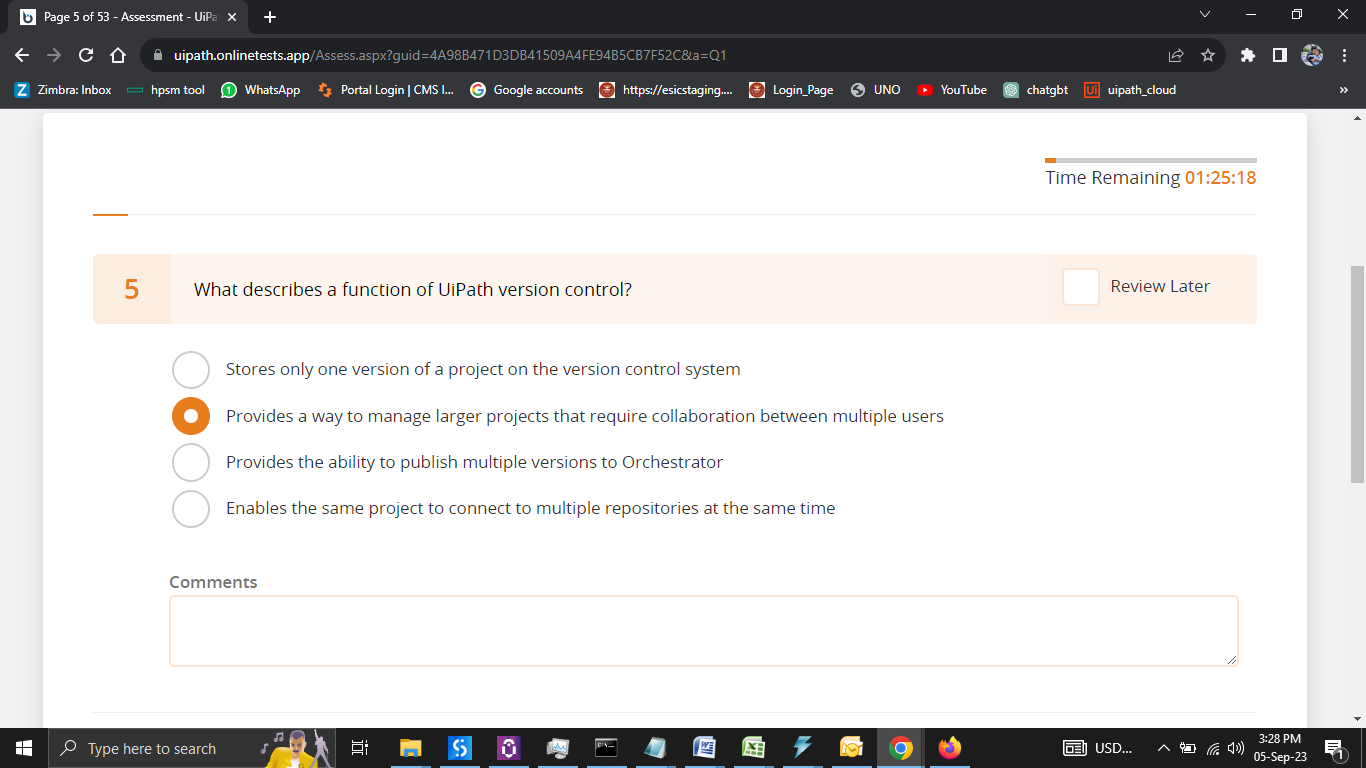 Page 5 of 53 - Assessment - UiPa
uipath.onlinetests.app/Assess.aspx?guid=4A98B471D3DB41509A4FE94B5CB7F52C&a=Q1
Zimbra: Inbox
hpsm tool
WhatsApp
Portal Login | CMS I...
Google accounts
https://esicstaging....
Login_Page
UNO
YouTube
chatgbt
uipath_cloud
Time Remaining 01:25:18
5
What describes a function of UiPath version control?
Review Later
Stores only one version of a project on the version control system
Provides a way to manage larger projects that require collaboration between multiple users
Provides the ability to publish multiple versions to Orchestrator
Enables the same project to connect to multiple repositories at the same time
Comments
Type here to search
USD...
3:28 PM
05-Sep-23
1